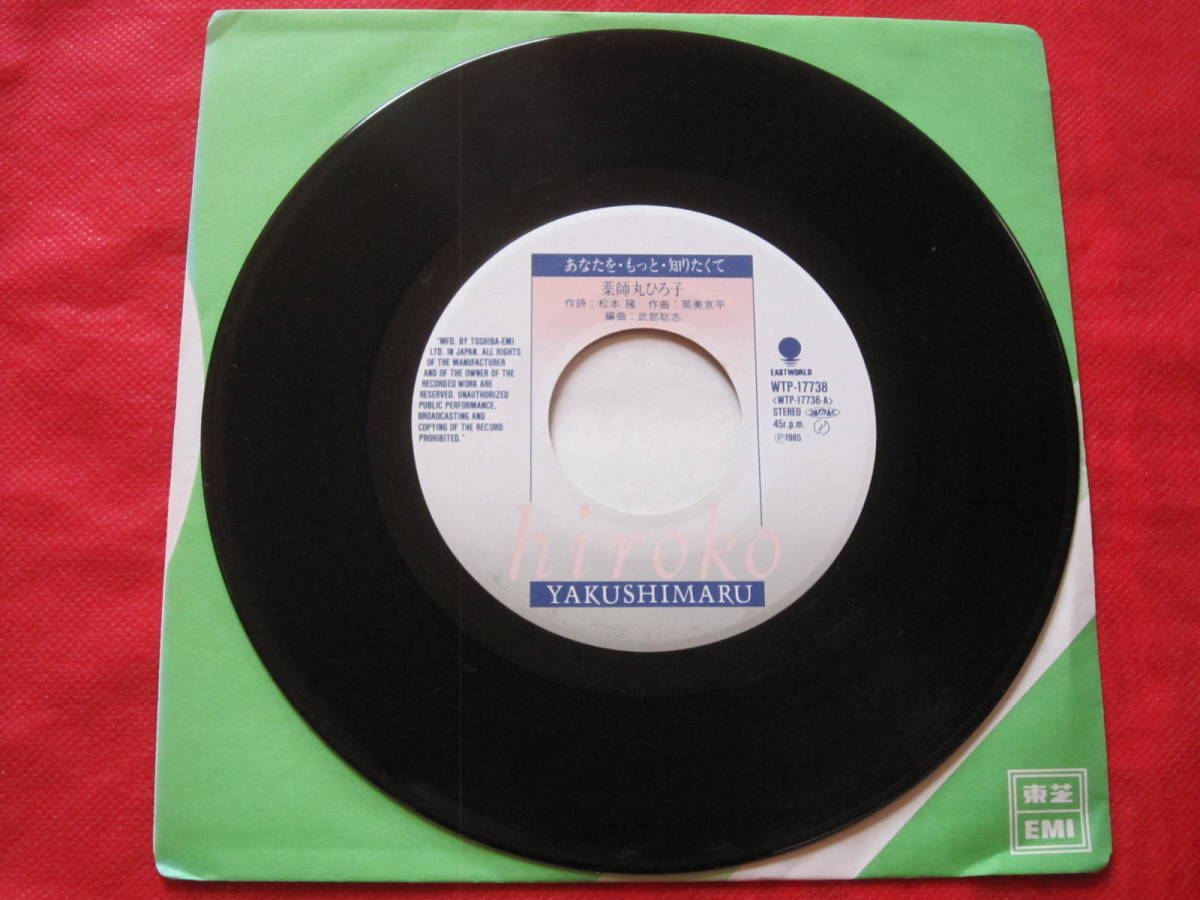 あなたを・もっと・知りたくて
薬師丸ひろ子
作詩：松本 隆 作曲：筒美京平
編曲：武部聡志
"MFD. BY TOSHIBA-EMI
LTD. IN JAPAN. ALL RIGHTS
OF THE MANUFACTURER
AND OF THE OWNER OF THE
RECORDED WORK ARE
RESERVED. UNAUTHORIZED
PUBLIC PERFORMANCE,
BROADCASTING AND
COPYING OF THE RECORD
PROHIBITED."
EASTWORLD
WTP-17738
<WTP-17738-A>
STEREO JASRAC
45r.p.m.
Ⓟ1985
hiroko
YAKUSHIMARU
東芝
EMI